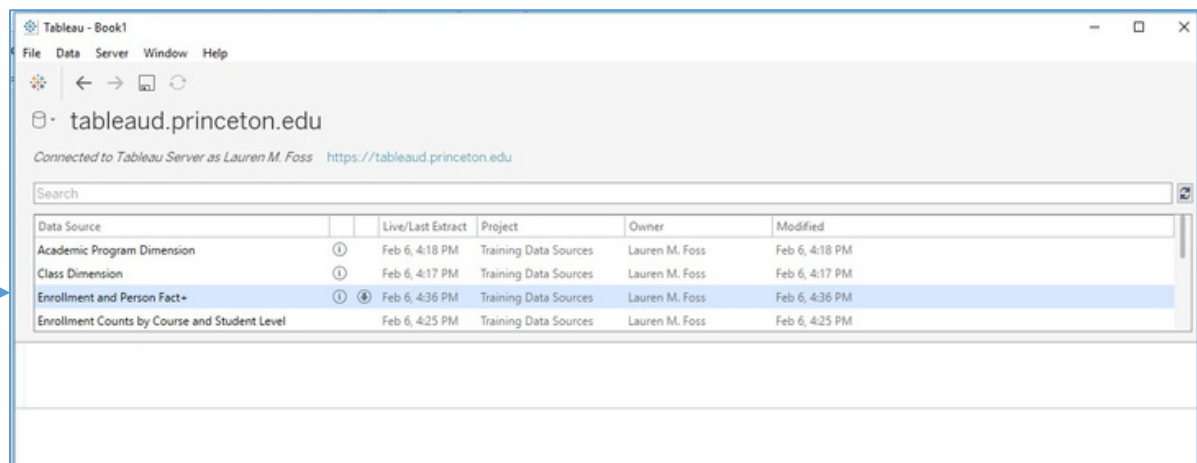 Tableau - Book1
File Data Server Window Help
tableaud.princeton.edu
Connected to Tableau Server as Lauren M. Foss https://tableaud.princeton.edu
Search
Data Source Live/Last Extract Project Owner Modified
Academic Program Dimension Feb 6, 4:18 PM Training Data Sources Lauren M. Foss Feb 6, 4:18 PM
Class Dimension Feb 6, 4:17 PM Training Data Sources Lauren M. Foss Feb 6, 4:17 PM
Enrollment and Person Fact+ Feb 6, 4:36 PM Training Data Sources Lauren M. Foss Feb 6, 4:36 PM
Enrollment Counts by Course and Student Level Feb 6, 4:25 PM Training Data Sources Lauren M. Foss Feb 6, 4:25 PM